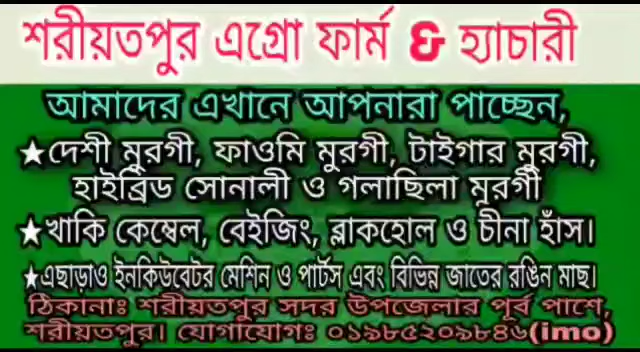 শরীয়তপুর এগ্রো ফার্ম & হ্যাচারী
আমাদের এখানে আপনারা পাচ্ছেন,
★দেশী মুরগী, ফাওমি মুরগী, টাইগার মুরগী,
হাইব্রিড সোনালী ও গলাছিলা মুরগী
★খাকি কেম্বেল, বেইজিং, ব্লাকহোল ও চীনা হাঁস।
★এছাড়াও ইনকিউবেটর মেশিন ও পার্টস এবং বিভিন্ন জাতের রঙিন মাছ।
ঠিকানাঃ শরীয়তপুর সদর উপজেলার পূর্ব পাশে,
শরীয়তপুর। যোগাযোগঃ ০১৯৮৫২০৯৮৪৬(imo)